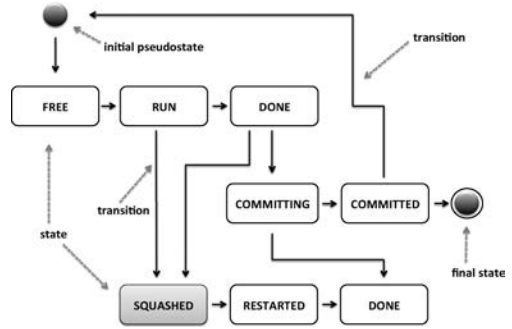 initial pseudostate
transition
FREE
RUN
DONE
transition
COMMITTING
COMMITTED
state
final state
SQUASHED
RESTARTED
DONE